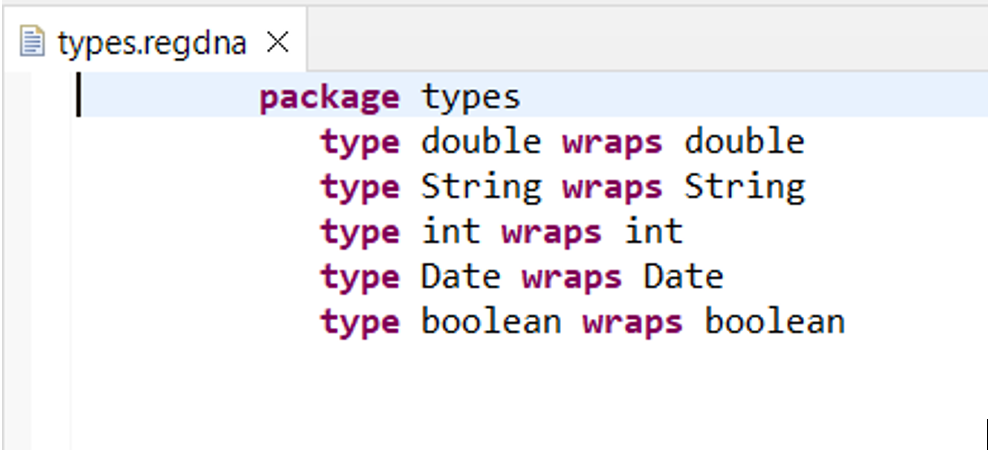 types.regdna
package types
type double wraps double
type String wraps String
type int wraps int
type Date wraps Date
type boolean wraps boolean